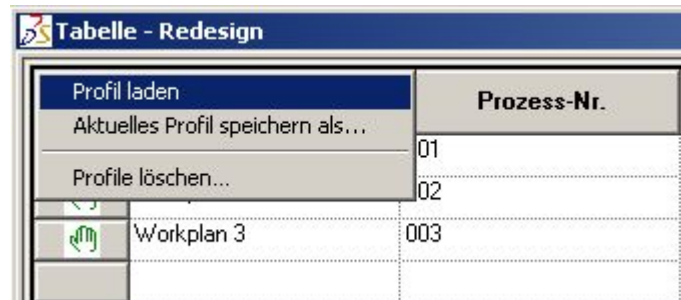 Tabelle - Redesign
Profil laden
Prozess-Nr.
Aktuelles Profil speichern als...
01
Profile löschen...
02
Workplan 3
003